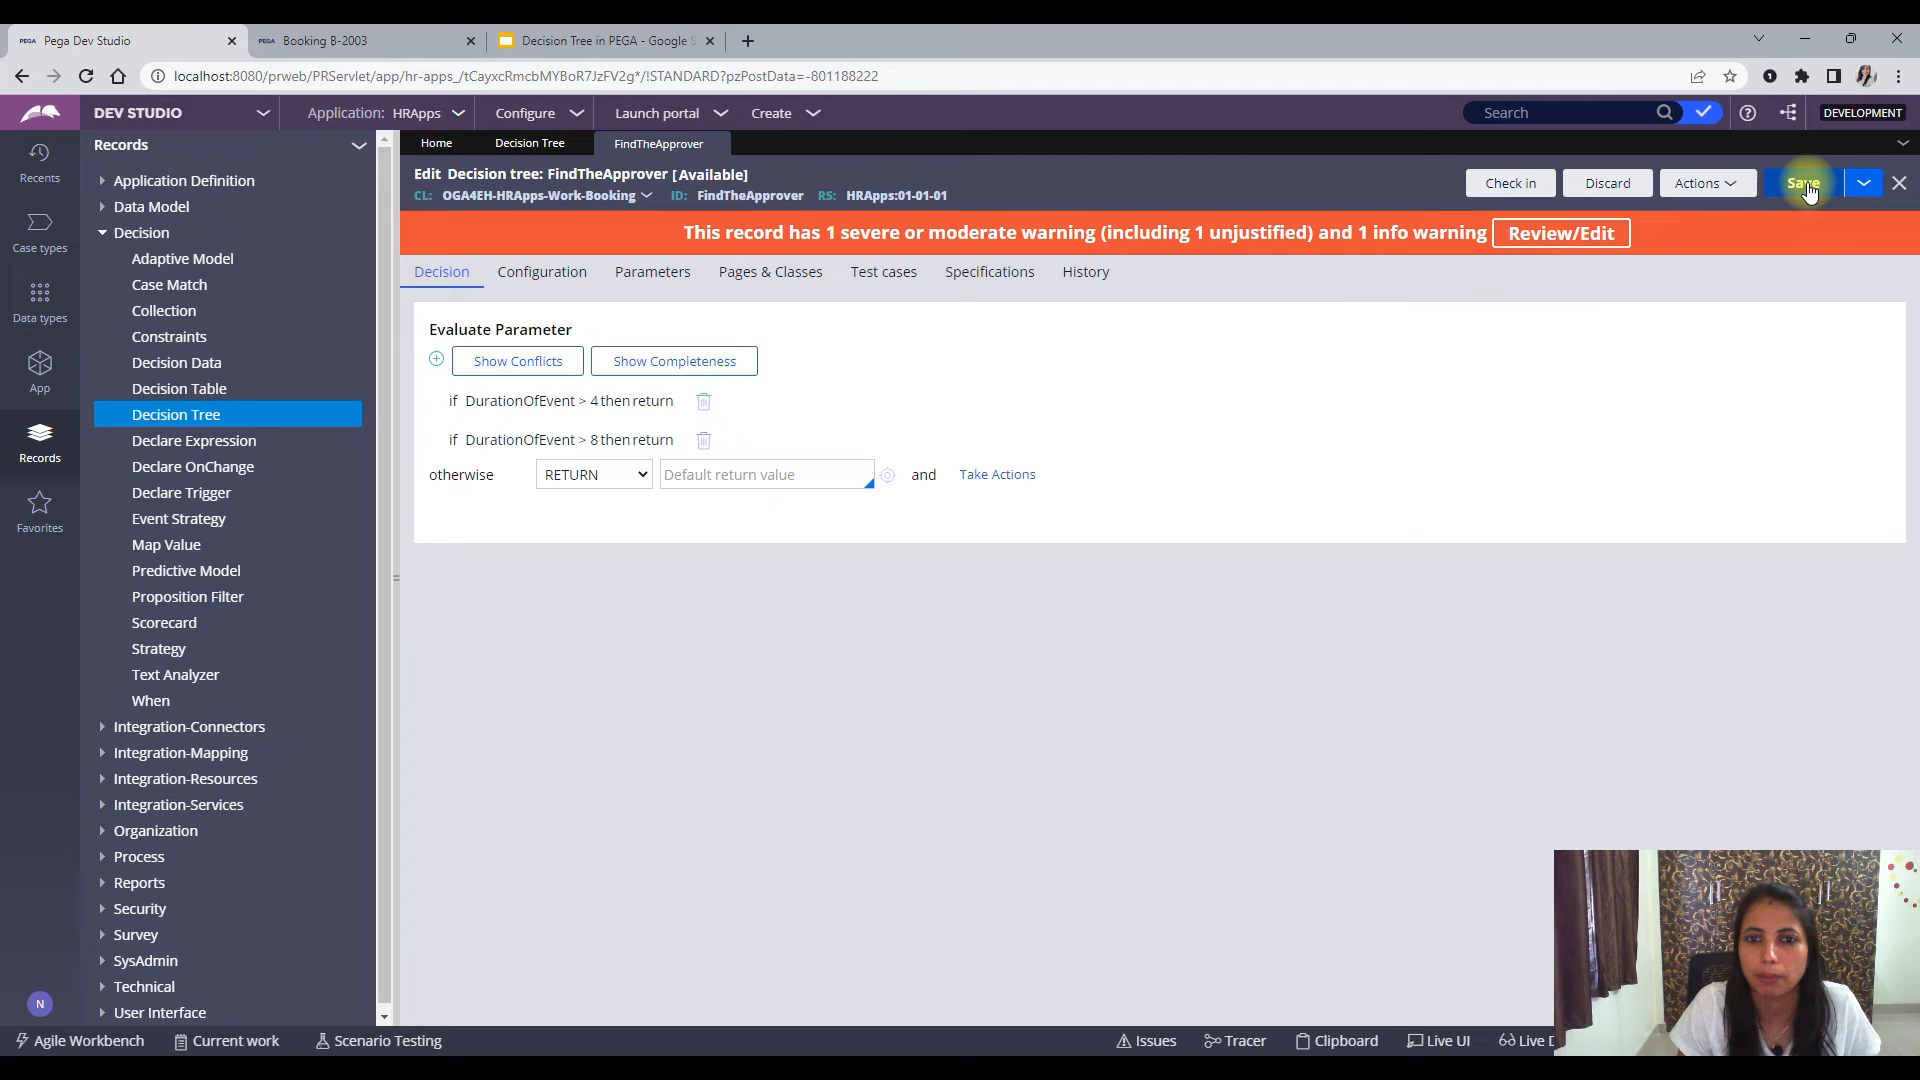 PEGA Pega Dev Studio
PEGA Booking B-2003
Decision Tree in PEGA - Google S
localhost:8080/prweb/PRServlet/app/hr-apps_/tCayxcRmcbMYBoR7JzFV2g*/!STANDARD?pzPostData=-801188222
DEV STUDIO
Application: HRApps
Configure
Launch portal
Create
Search
DEVELOPMENT
Recents
Case types
Data types
App
Records
Favorites
N
Records
Application Definition
Data Model
Decision
Adaptive Model
Case Match
Collection
Constraints
Decision Data
Decision Table
Decision Tree
Declare Expression
Declare OnChange
Declare Trigger
Event Strategy
Map Value
Predictive Model
Proposition Filter
Scorecard
Strategy
Text Analyzer
When
Integration-Connectors
Integration-Mapping
Integration-Resources
Integration-Services
Organization
Process
Reports
Security
Survey
SysAdmin
Technical
User Interface
Home
Decision Tree
FindTheApprover
Edit Decision tree: FindTheApprover [Available]
CL: OGA4EH-HRApps-Work-Booking ID: FindTheApprover RS: HRApps:01-01-01
Check in
Discard
Actions
Save
This record has 1 severe or moderate warning (including 1 unjustified) and 1 info warning Review/Edit
Decision
Configuration
Parameters
Pages & Classes
Test cases
Specifications
History
Evaluate Parameter
Show Conflicts
Show Completeness
if DurationOfEvent > 4 then return
if DurationOfEvent > 8 then return
otherwise RETURN Default return value and Take Actions
Agile Workbench
Current work
Scenario Testing
Issues
Tracer
Clipboard
Live UI
Live D